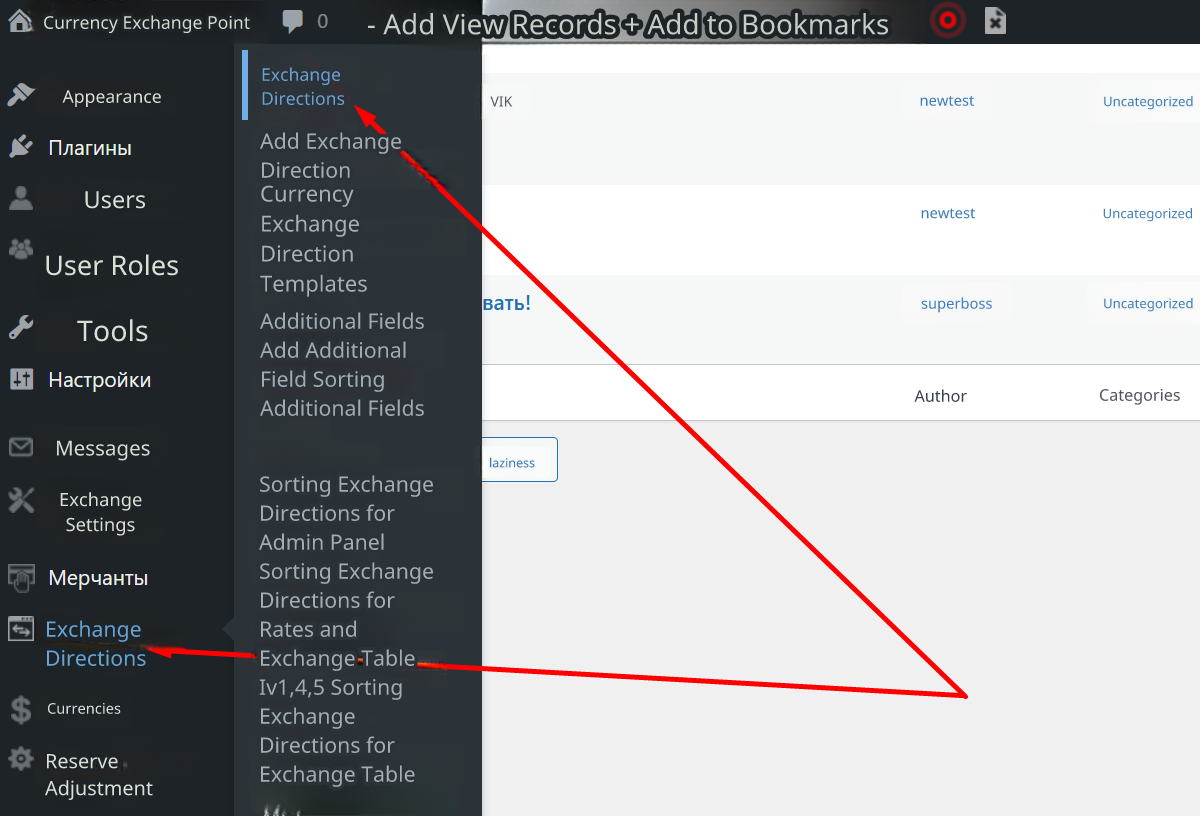 Currency Exchange Point
0
- Add View Records + Add to Bookmarks
Appearance
Плагины
Users
User Roles
Tools
Настройки
Messages
Exchange
Settings
Мерчанты
Exchange
Directions
Currencies
Reserve
Adjustment
Exchange
Directions
Add Exchange
Direction
Currency
Exchange
Direction
Templates
Additional Fields
Add Additional
Field Sorting
Additional Fields
Sorting Exchange
Directions for
Admin Panel
Sorting Exchange
Directions for
Rates and
Exchange Table
Iv1,4,5 Sorting
Exchange
Directions for
Exchange Table
VIK
newtest
Uncategorized
newtest
Uncategorized
вать!
superboss
Uncategorized
Author
Categories
laziness